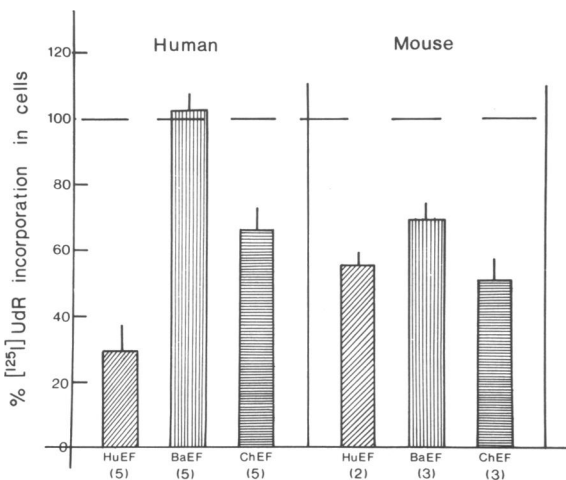 Human
Mouse
% [¹²⁵I]UdR incorporation in cells
120
100
80
60
40
20
0
HuEF
BaEF
ChEF
HuEF
BaEF
ChEF
(5)
(5)
(5)
(2)
(3)
(3)